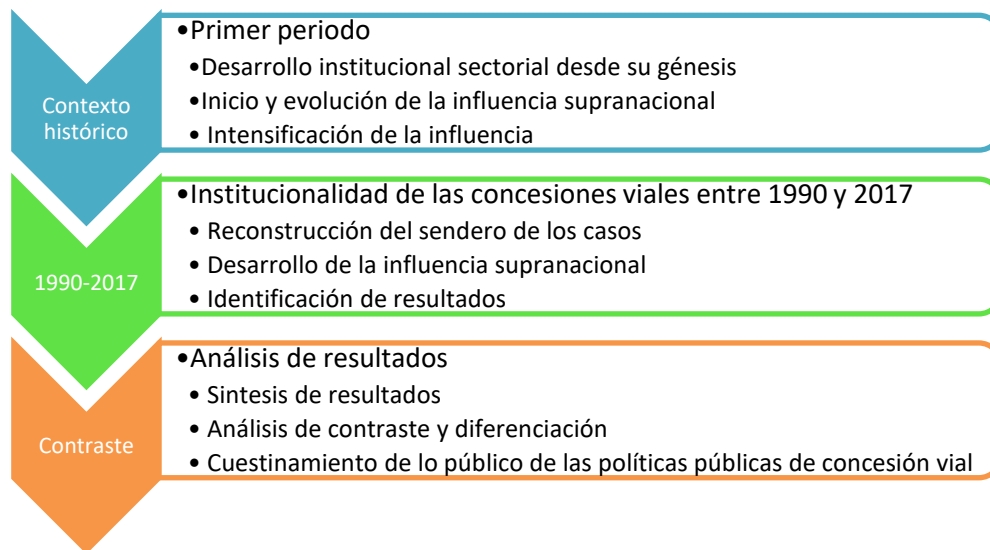 Contexto
histórico
•Primer periodo
•Desarrollo institucional sectorial desde su génesis
•Inicio y evolución de la influencia supranacional
• Intensificación de la influencia
1990-2017
•Institucionalidad de las concesiones viales entre 1990 y 2017
• Reconstrucción del sendero de los casos
• Desarrollo de la influencia supranacional
• Identificación de resultados
Contraste
•Análisis de resultados
• Sintesis de resultados
• Análisis de contraste y diferenciación
• Cuestinamiento de lo público de las políticas públicas de concesión vial